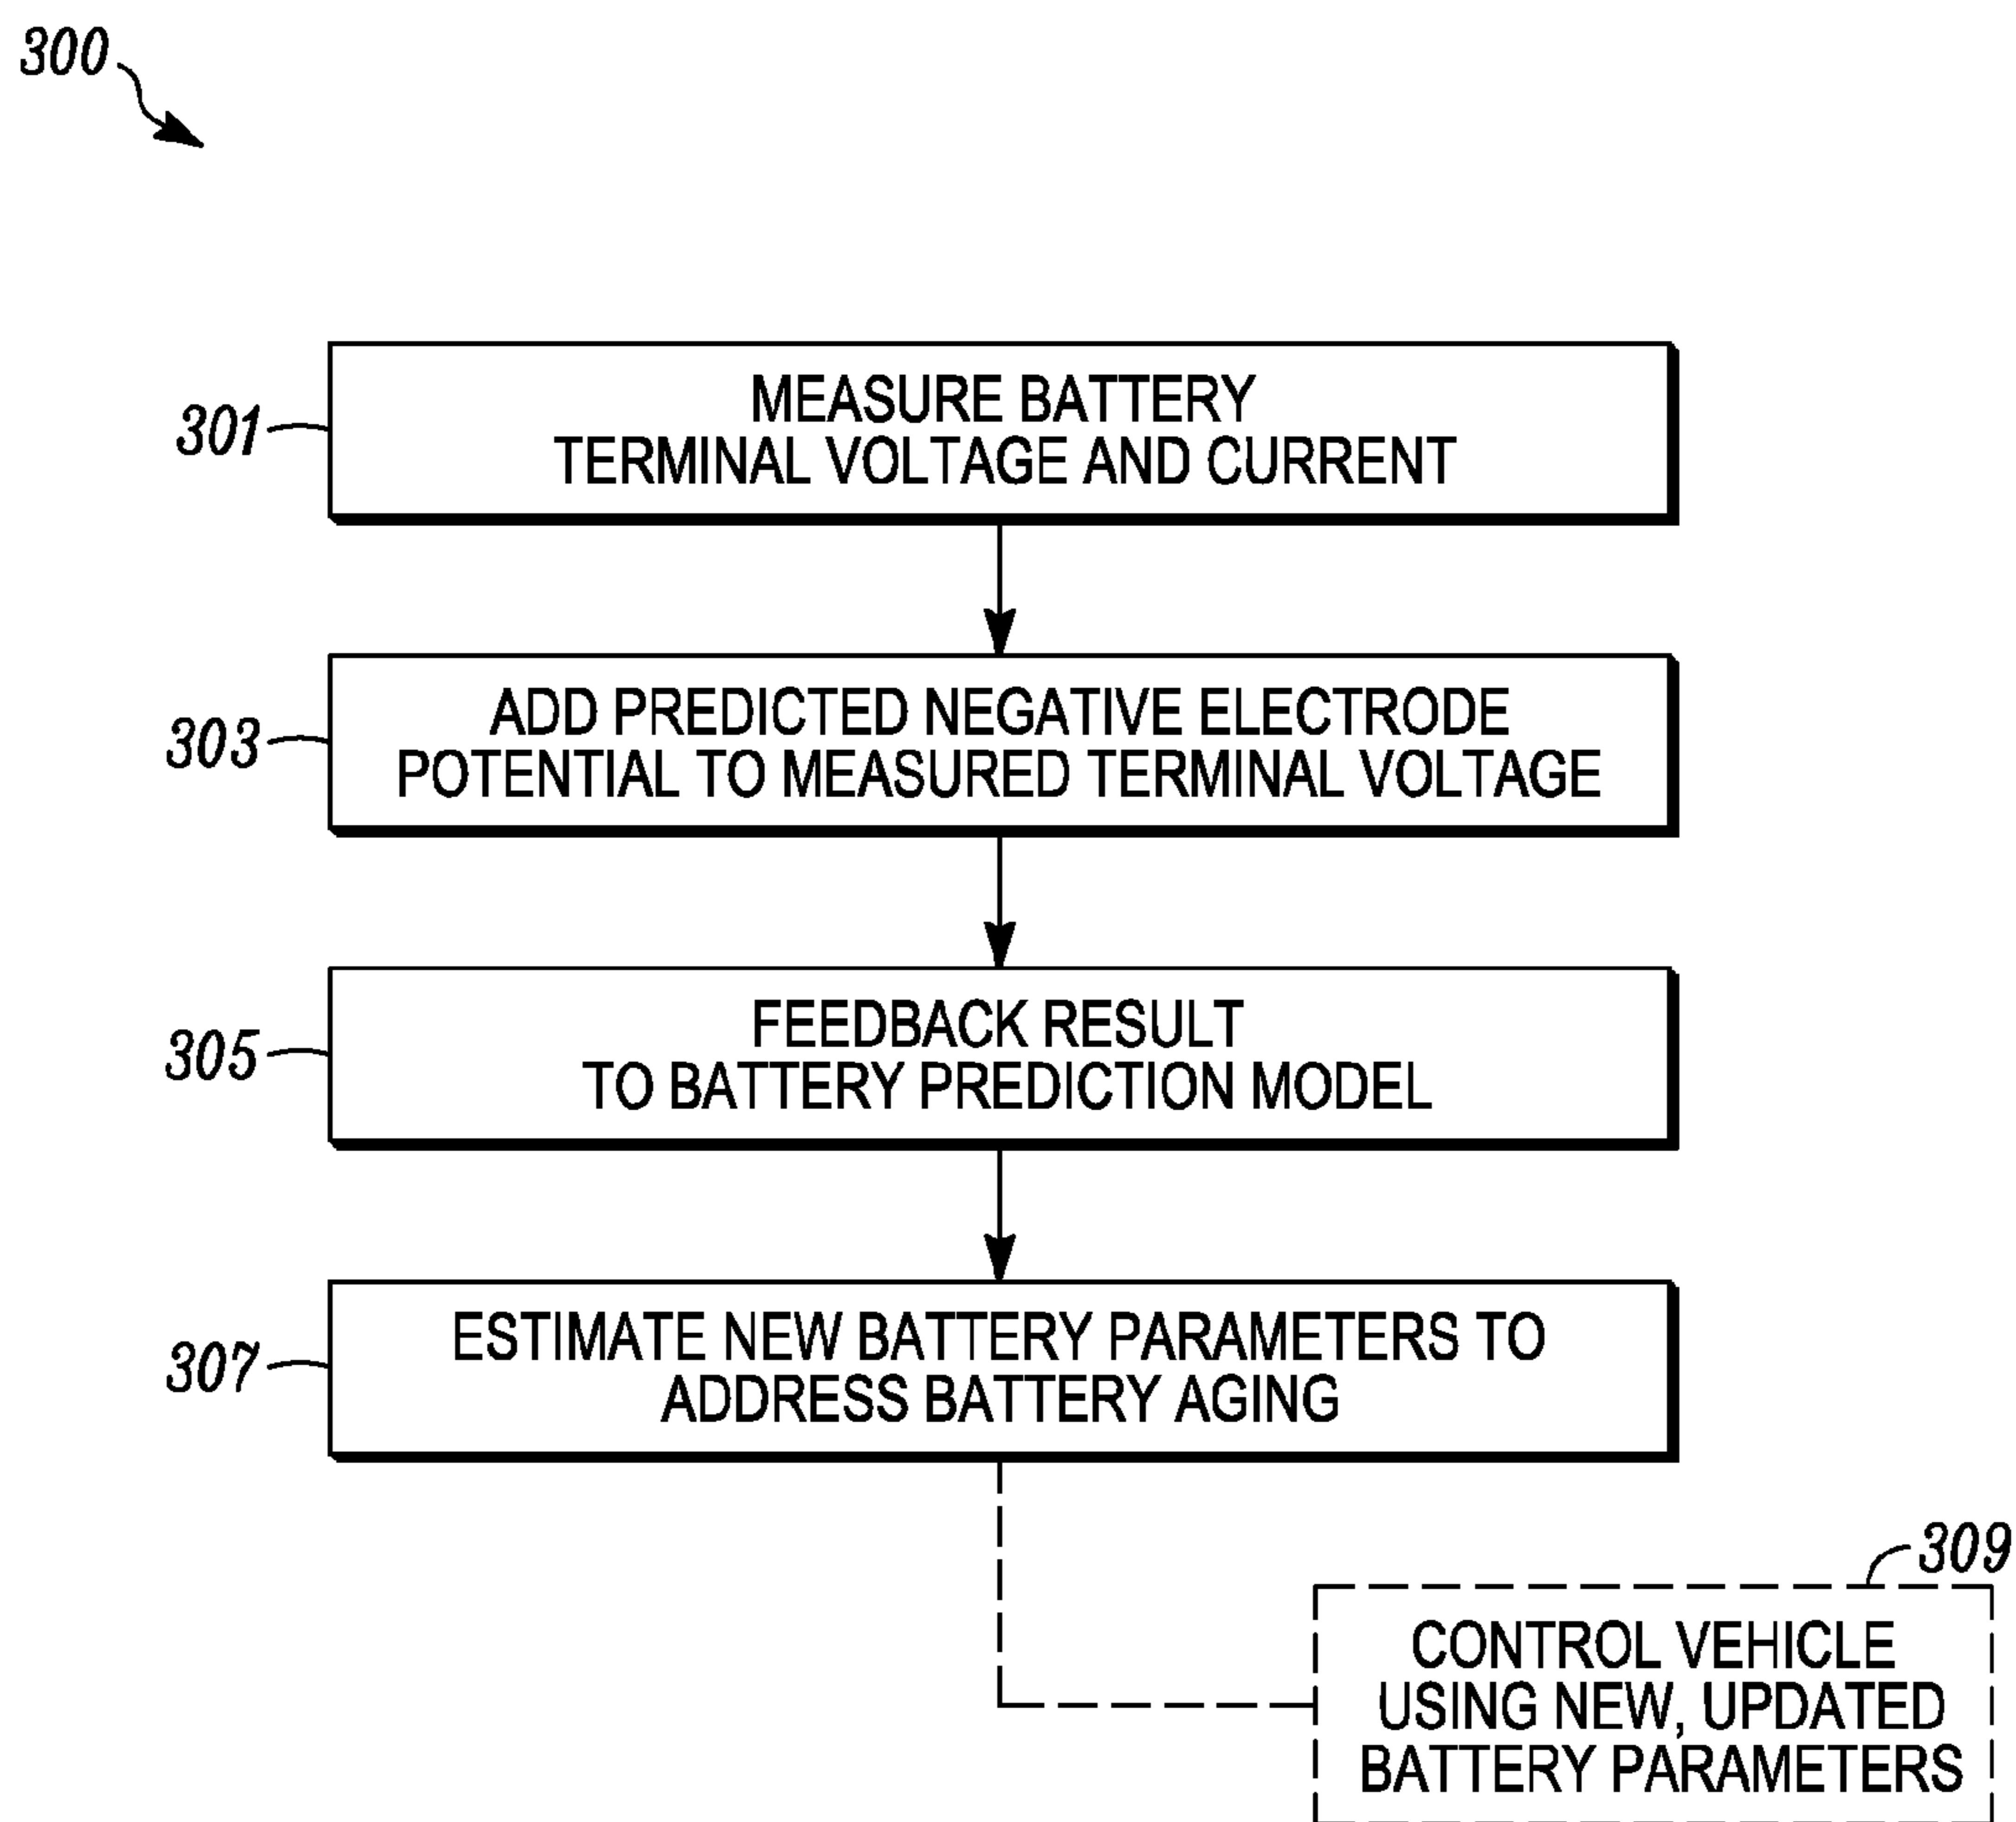 300
301
MEASURE BATTERY
TERMINAL VOLTAGE AND CURRENT
303
ADD PREDICTED NEGATIVE ELECTRODE
POTENTIAL TO MEASURED TERMINAL VOLTAGE
305
FEEDBACK RESULT
TO BATTERY PREDICTION MODEL
307
ESTIMATE NEW BATTERY PARAMETERS TO
ADDRESS BATTERY AGING
309
CONTROL VEHICLE
USING NEW, UPDATED
BATTERY PARAMETERS